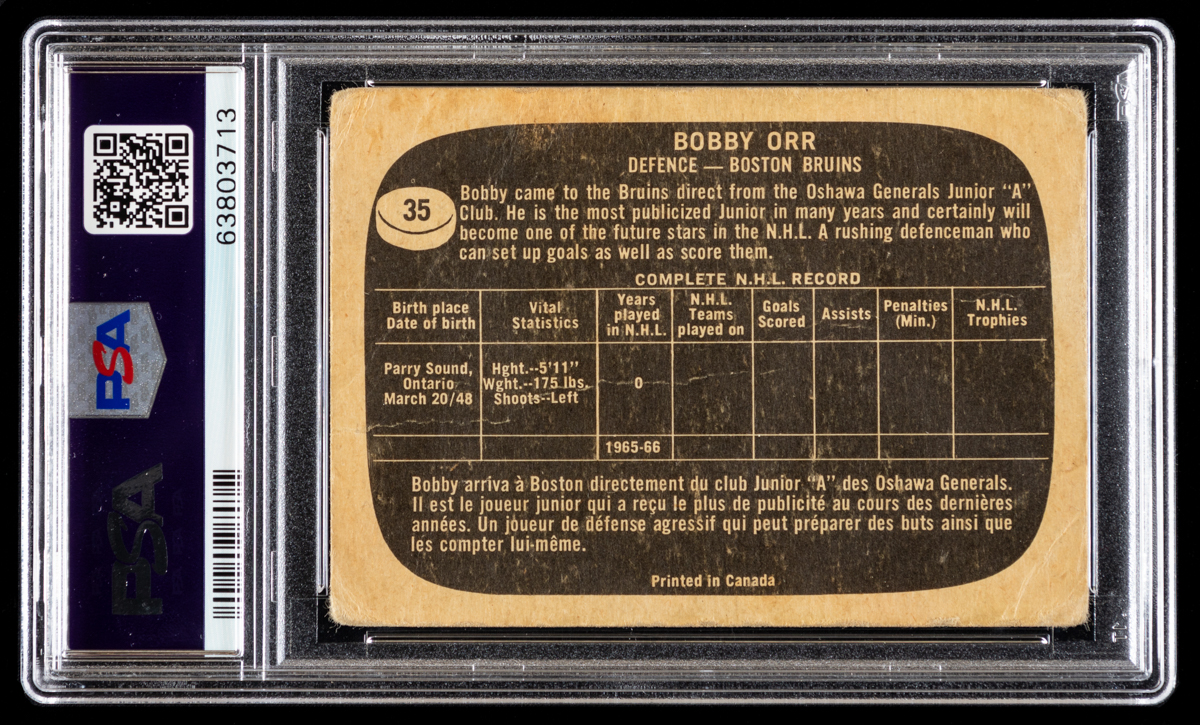 63803713
PSA
PSA
BOBBY ORR
DEFENCE — BOSTON BRUINS
35
Bobby came to the Bruins direct from the Oshawa Generals Junior "A"
Club. He is the most publicized Junior in many years and certainly will
become one of the future stars in the N.H.L. A rushing defenceman who
can set up goals as well as score them.
COMPLETE N.H.L. RECORD
Birth place
Date of birth
Vital
Statistics
Years
played
in N.H.L.
N.H.L.
Teams
played on
Goals
Scored
Assists
Penalties
(Min.)
N.H.L.
Trophies
Parry Sound,
Ontario
March 20/48
Hght.--5'11"
Wght.--175 lbs.
Shoots--Left
0
1965-66
Bobby arriva à Boston directement du club Junior "A" des Oshawa Generals.
Il est le joueur junior qui a reçu le plus de publicité au cours des dernières
années. Un joueur de défense agressif qui peut préparer des buts ainsi que
les compter lui-même.
Printed in Canada